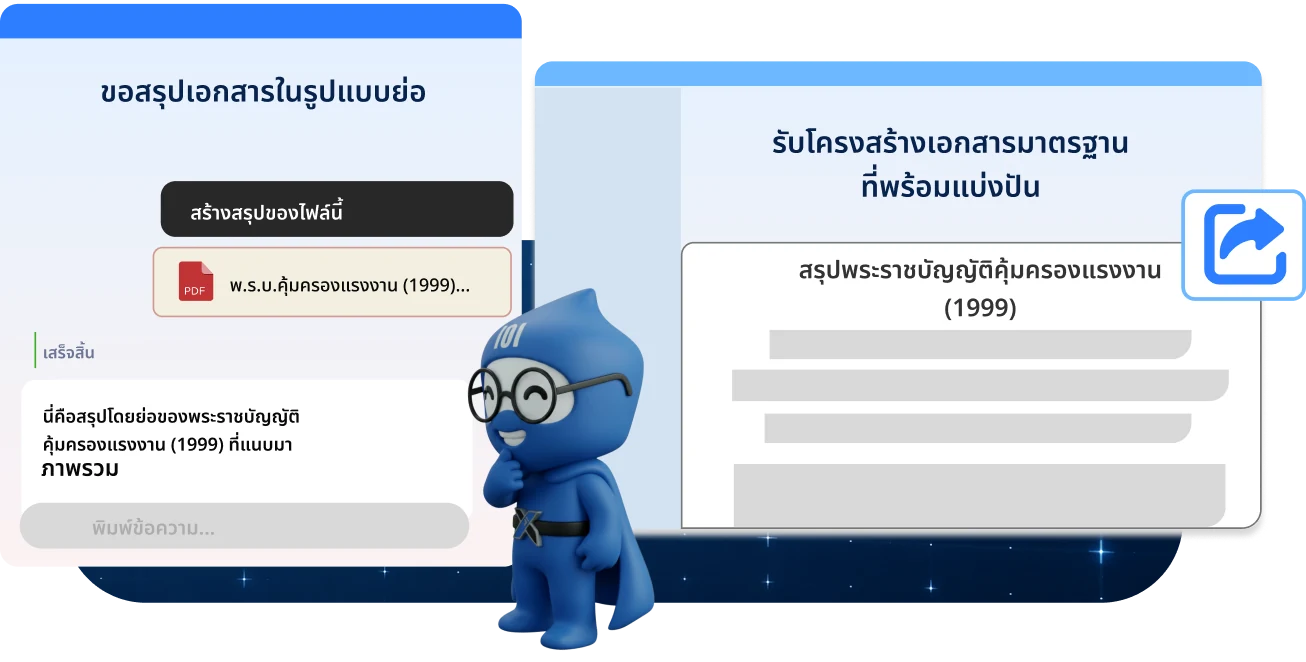 ขอสรุปเอกสารในรูปแบบย่อ
สร้างสรุปของไฟล์นี้
PDF
พ.ร.บ.คุ้มครองแรงงาน (1999)...
เสร็จสิ้น
นี่คือสรุปโดยย่อของพระราชบัญญัติ
คุ้มครองแรงงาน (1999) ที่แนบมา
ภาพรวม
พิมพ์ข้อความ...
รับโครงสร้างเอกสารมาตรฐาน
ที่พร้อมแบ่งปัน
สรุปพระราชบัญญัติคุ้มครองแรงงาน
(1999)
101